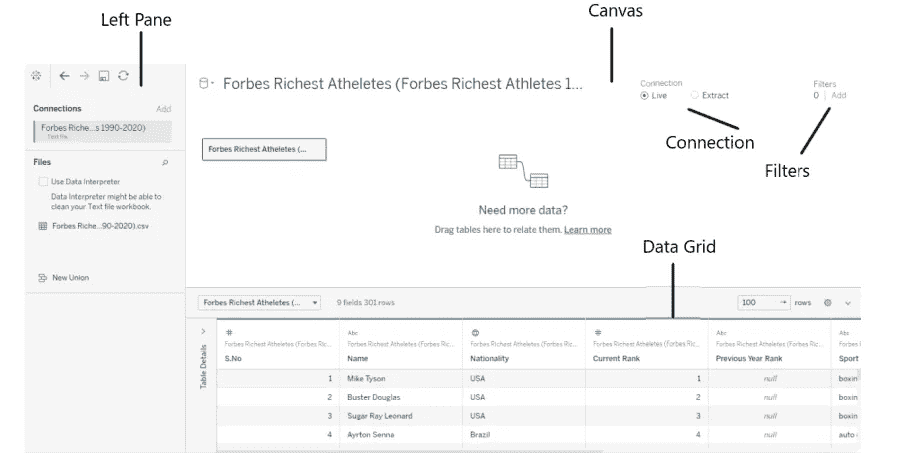 Left Pane
Canvas
Forbes Richest Atheletes (Forbes Richest Athletes 1...
Connection
Live
Extract
Filters
0 | Add
Connections
Add
Forbes Riche...s 1990-2020)
Text file
Connection
Filters
Files
Use Data Interpreter
Data Interpreter might be able to
clean your Text file workbook.
Forbes Riche...90-2020).csv
New Union
Forbes Richest Atheletes (...
Need more data?
Drag tables here to relate them. Learn more
Data Grid
Forbes Richest Atheletes (...
9 fields 301 rows
100
rows
Table Details
# Abc # Abc Abc
Forbes Richest Atheletes (Forbes Ric... Forbes Richest Atheletes (Forbes Ric... Forbes Richest Atheletes (Forbes Ric... Forbes Richest Atheletes (Forbes Ric... Forbes Richest Atheletes (Forbes Ric... Forbes
S.No Name Nationality Current Rank Previous Year Rank Sport
1 Mike Tyson USA 1 null boxin
2 Buster Douglas USA 2 null boxin
3 Sugar Ray Leonard USA 3 null boxin
4 Ayrton Senna Brazil 4 null auto